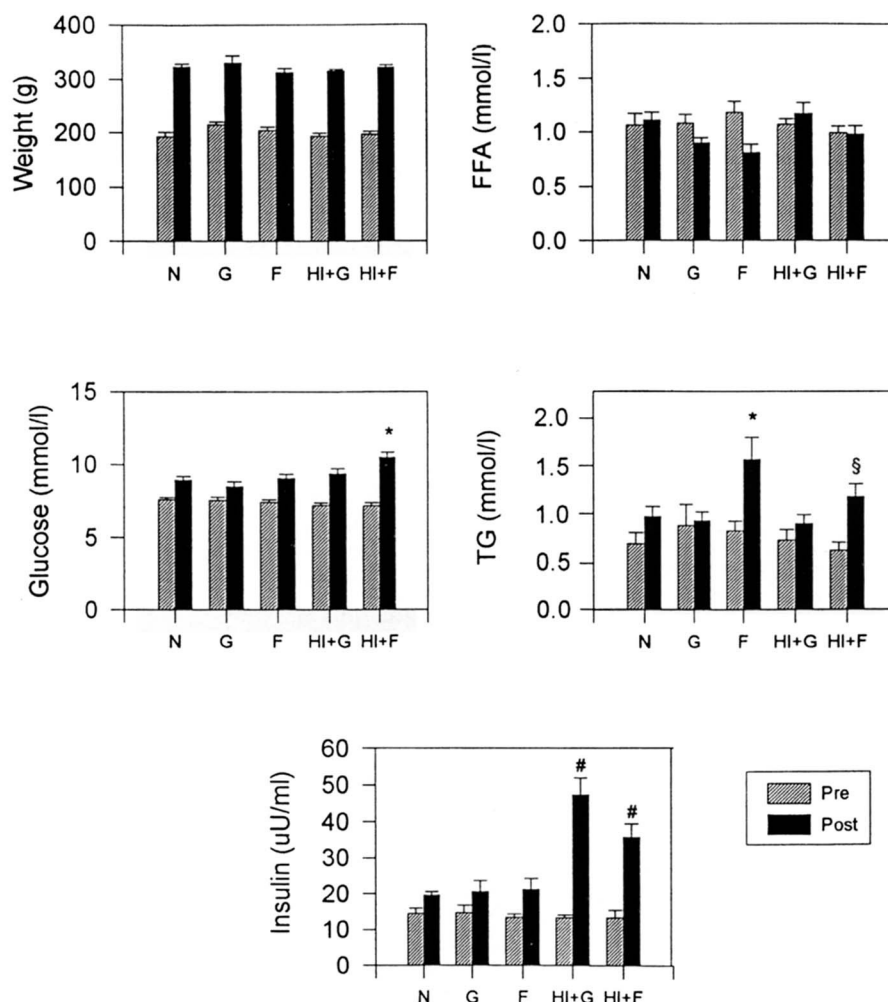 Weight (g)
400
300
200
100
0
N G F HI+G HI+F
FFA (mmol/l)
2.0
1.5
1.0
0.5
0.0
N G F HI+G HI+F
Glucose (mmol/l)
15
10
5
0
*
N G F HI+G HI+F
TG (mmol/l)
2.0
1.5
1.0
0.5
0.0
* §
N G F HI+G HI+F
Insulin (uU/ml)
60
50
40
30
20
10
0
# #
N G F HI+G HI+F
Pre
Post